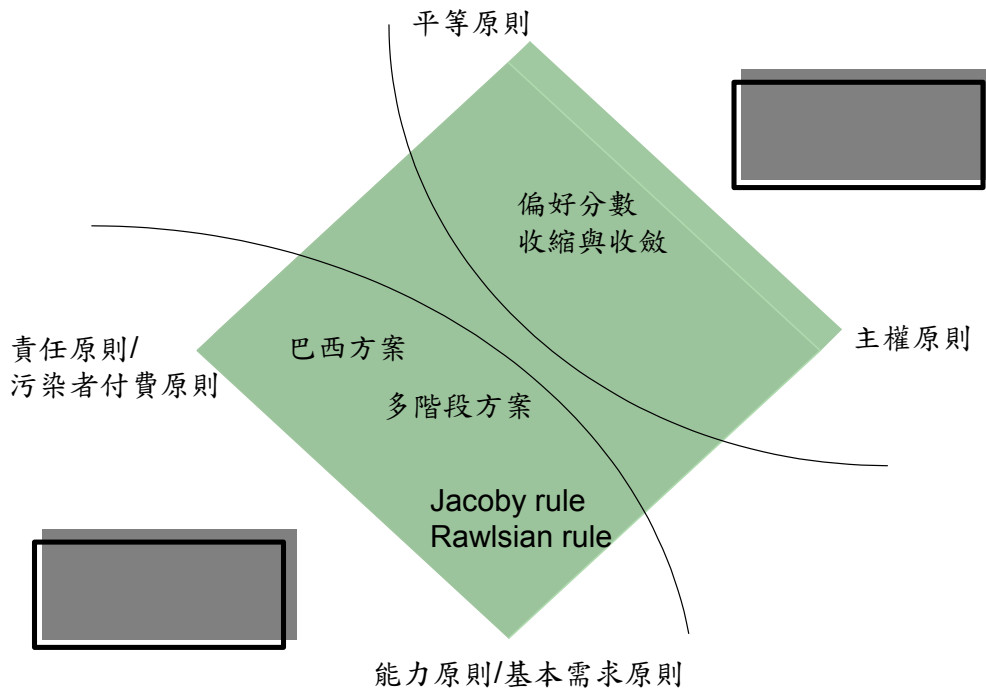 平等原則
偏好分數
收縮與收斂
主權原則
責任原則/
污染者付費原則
巴西方案
多階段方案
Jacoby rule
Rawlsian rule
能力原則/基本需求原則